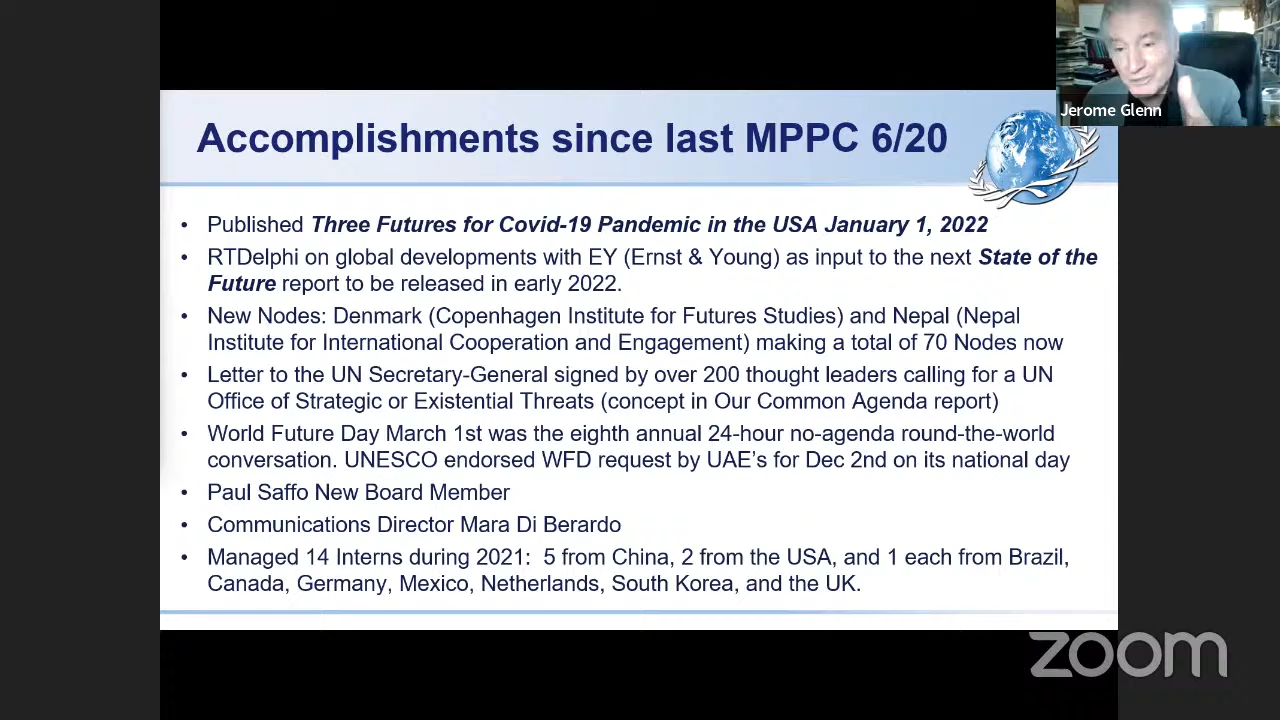 Jerome Glenn
Accomplishments since last MPPC 6/20
• Published Three Futures for Covid-19 Pandemic in the USA January 1, 2022
• RTDelphi on global developments with EY (Ernst & Young) as input to the next State of the
Future report to be released in early 2022.
• New Nodes: Denmark (Copenhagen Institute for Futures Studies) and Nepal (Nepal
Institute for International Cooperation and Engagement) making a total of 70 Nodes now
• Letter to the UN Secretary-General signed by over 200 thought leaders calling for a UN
Office of Strategic or Existential Threats (concept in Our Common Agenda report)
• World Future Day March 1st was the eighth annual 24-hour no-agenda round-the-world
conversation. UNESCO endorsed WFD request by UAE’s for Dec 2nd on its national day
• Paul Saffo New Board Member
• Communications Director Mara Di Berardo
• Managed 14 Interns during 2021:  5 from China, 2 from the USA, and 1 each from Brazil,
Canada, Germany, Mexico, Netherlands, South Korea, and the UK.
zoom